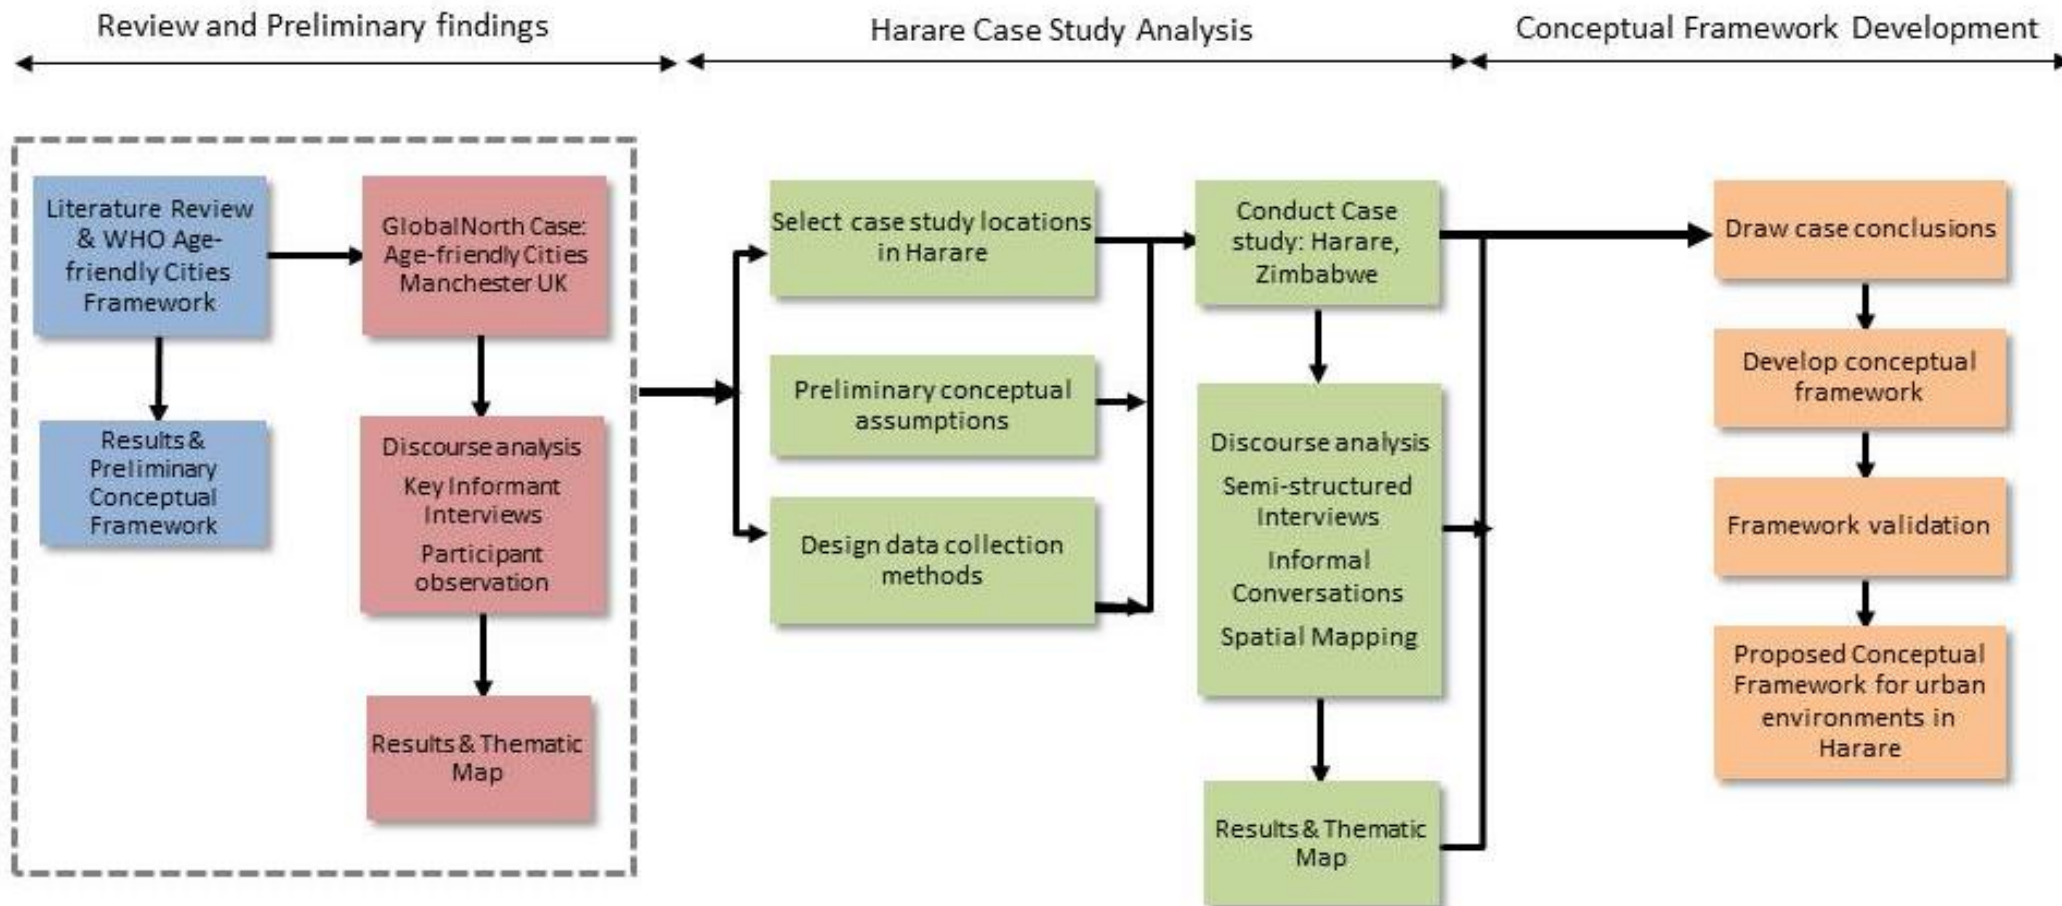 Review and Preliminary findings
Harare Case Study Analysis
Conceptual Framework Development
Literature Review
& WHO Age-
friendly Cities
Framework
Results &
Preliminary
Conceptual
Framework
Global North Case:
Age-friendly Cities
Manchester UK
Discourse analysis
Key Informant
Interviews
Participant
observation
Results & Thematic
Map
Select case study locations
in Harare
Preliminary conceptual
assumptions
Design data collection
methods
Conduct Case
study: Harare,
Zimbabwe
Discourse analysis
Semi-structured
Interviews
Informal
Conversations
Spatial Mapping
Results & Thematic
Map
Draw case conclusions
Develop conceptual
framework
Framework validation
Proposed Conceptual
Framework for urban
environments in
Harare